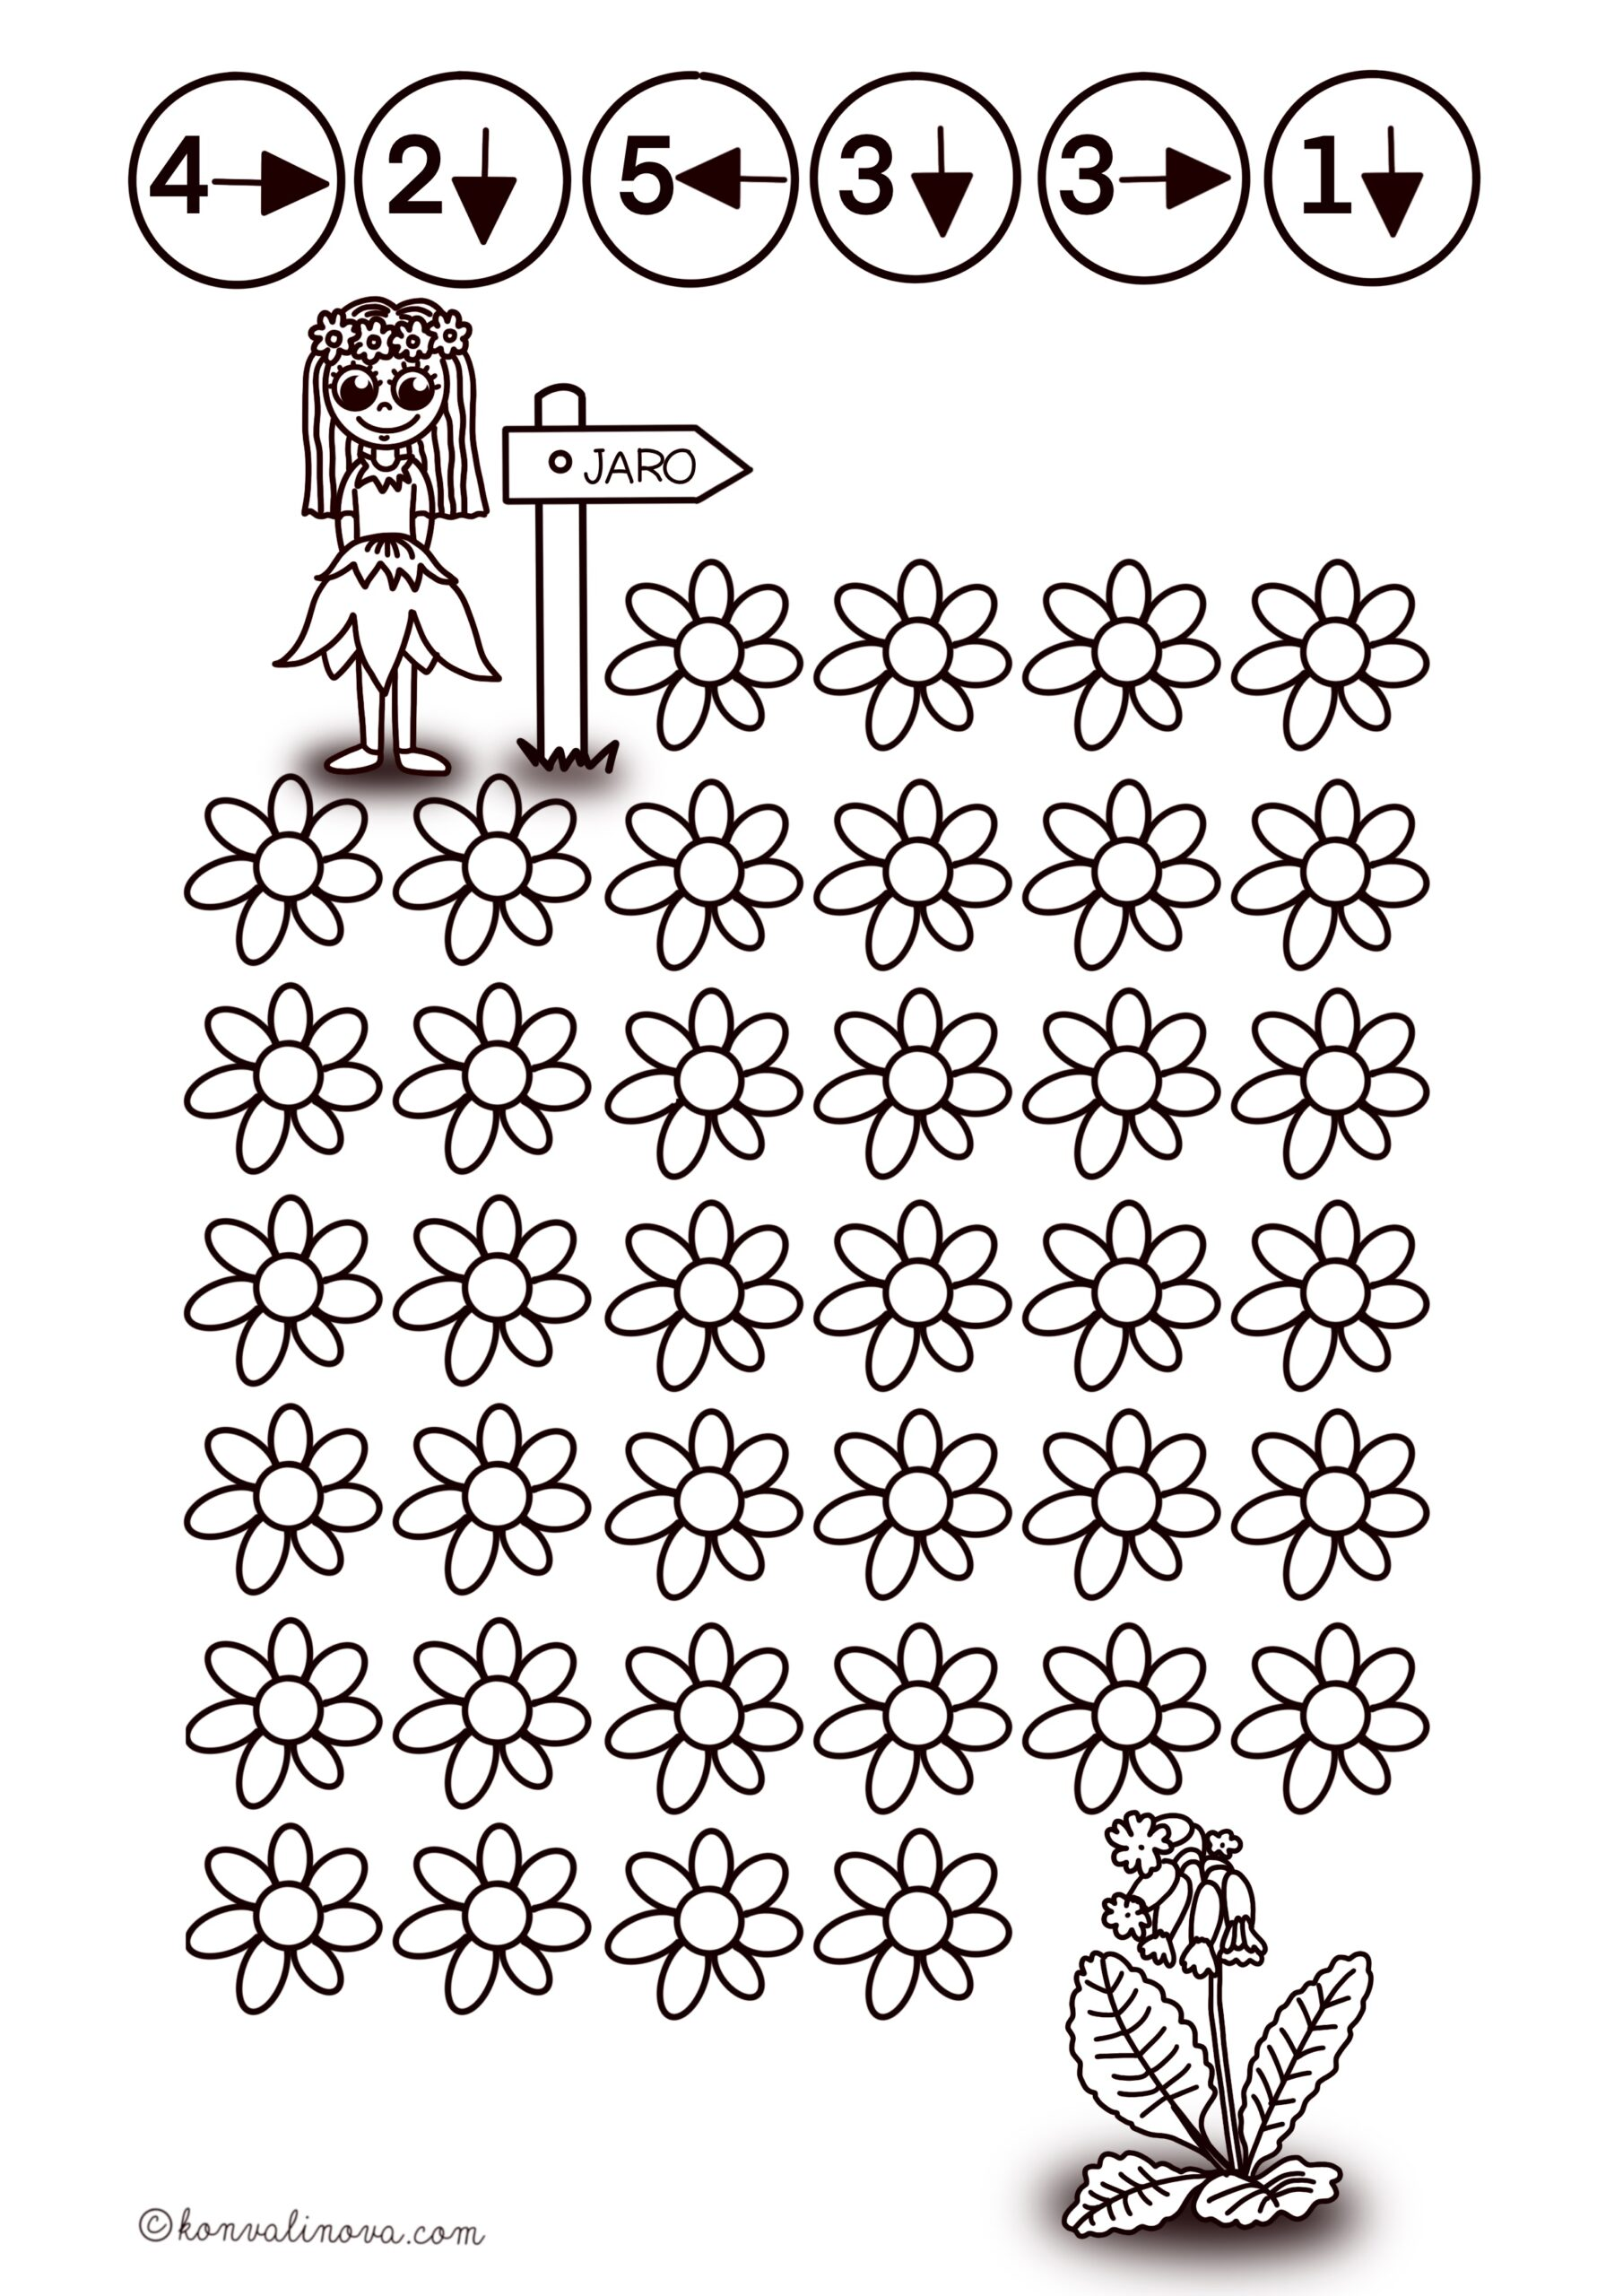 4 → 2 ↓ 5 ← 3 ↓ 3 → 1 ↓
JARO
©konvalinova.com